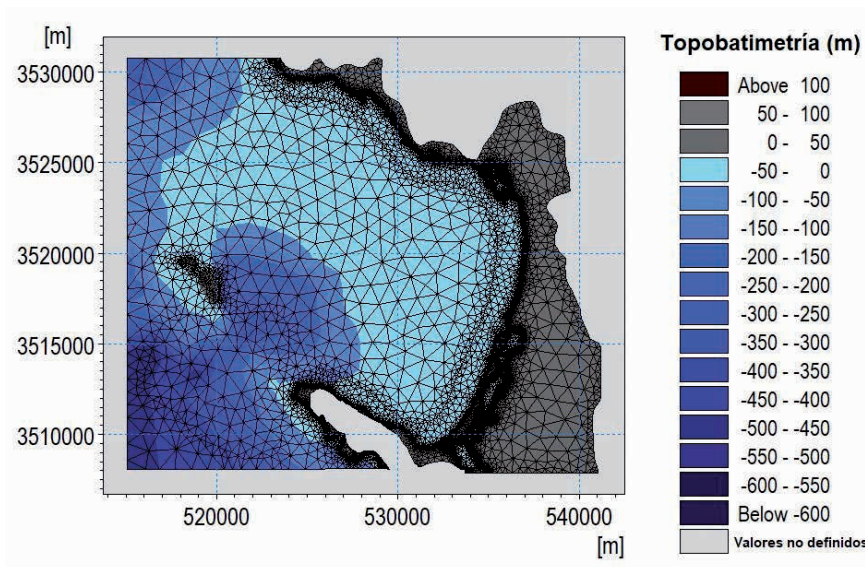 [m]
3530000
3525000
3520000
3515000
3510000
520000
530000
540000
[m]
Topobatimetría (m)
Above 100
50 - 100
0 - 50
-50 - 0
-100 - -50
-150 - -100
-200 - -150
-250 - -200
-300 - -250
-350 - -300
-400 - -350
-450 - -400
-500 - -450
-550 - -500
-600 - -550
Below -600
Valores no definidos